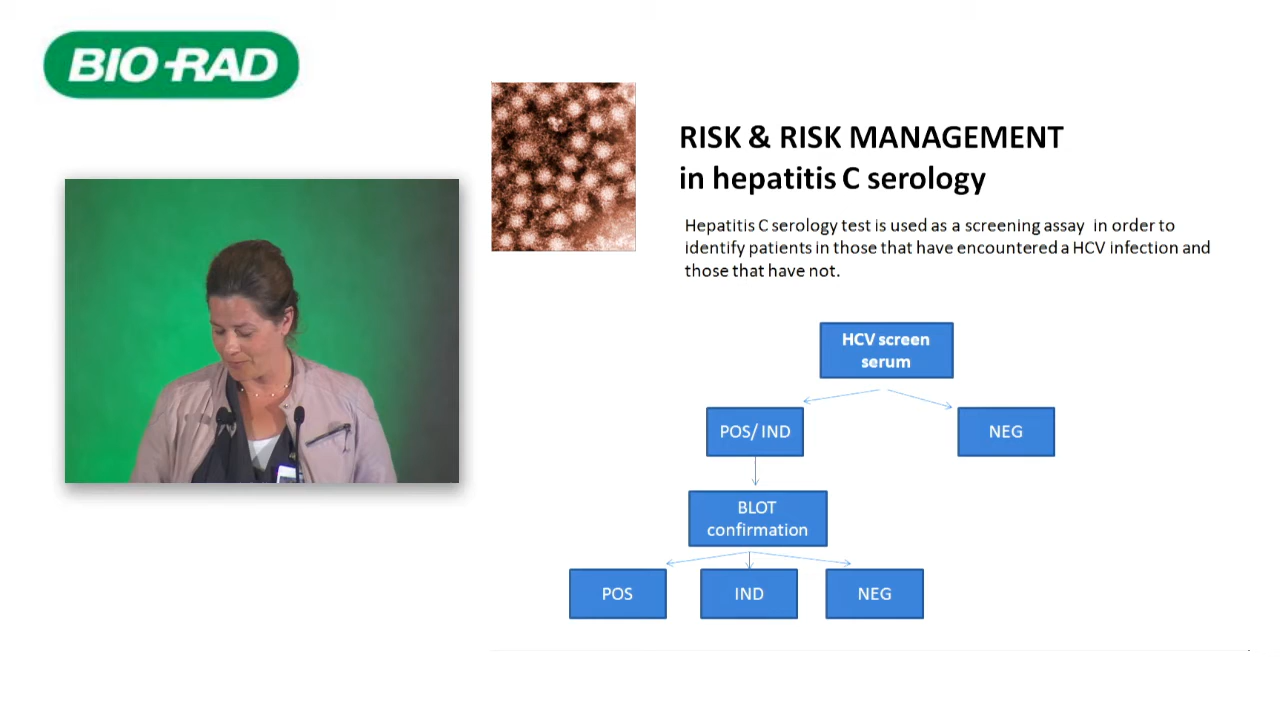 BIO-RAD
RISK & RISK MANAGEMENT
in hepatitis C serology
Hepatitis C serology test is used as a screening assay in order to
identify patients in those that have encountered a HCV infection and
those that have not.
HCV screen
serum
POS/ IND
NEG
BLOT
confirmation
POS
IND
NEG